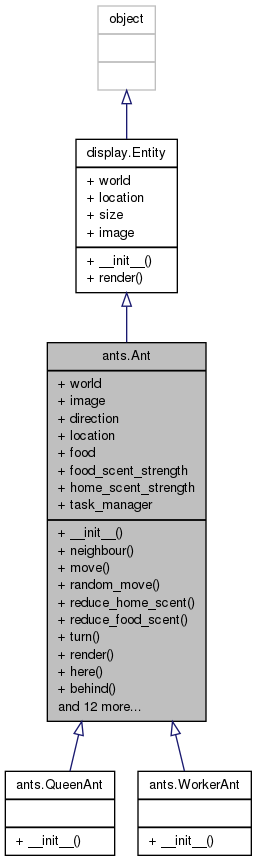 object
display.Entity
+ world
+ location
+ size
+ image
+ __init__()
+ render()
ants.Ant
+ world
+ image
+ direction
+ location
+ food
+ food_scent_strength
+ home_scent_strength
+ task_manager
+ __init__()
+ neighbour()
+ move()
+ random_move()
+ reduce_home_scent()
+ reduce_food_scent()
+ turn()
+ render()
+ here()
+ behind()
and 12 more...
ants.QueenAnt
+ __init__()
ants.WorkerAnt
+ __init__()